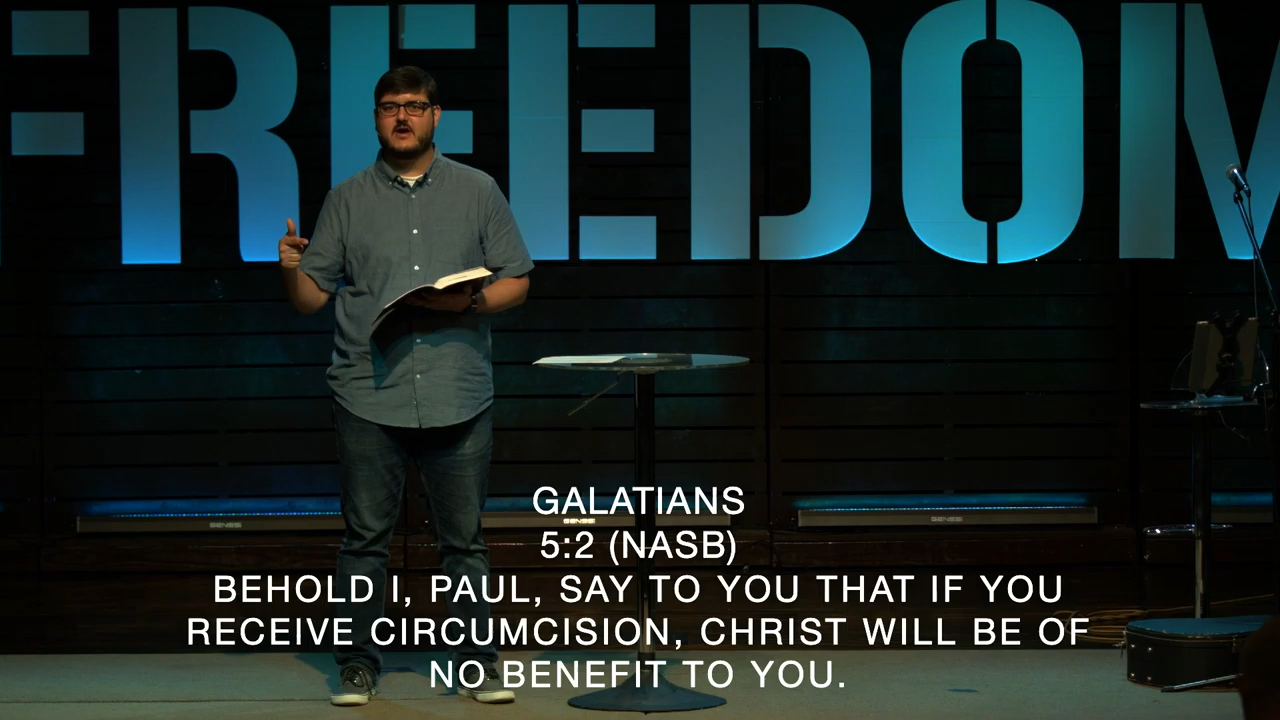 FREEDOM
GALATIANS
5:2 (NASB)
BEHOLD I, PAUL, SAY TO YOU THAT IF YOU
RECEIVE CIRCUMCISION, CHRIST WILL BE OF
NO BENEFIT TO YOU.